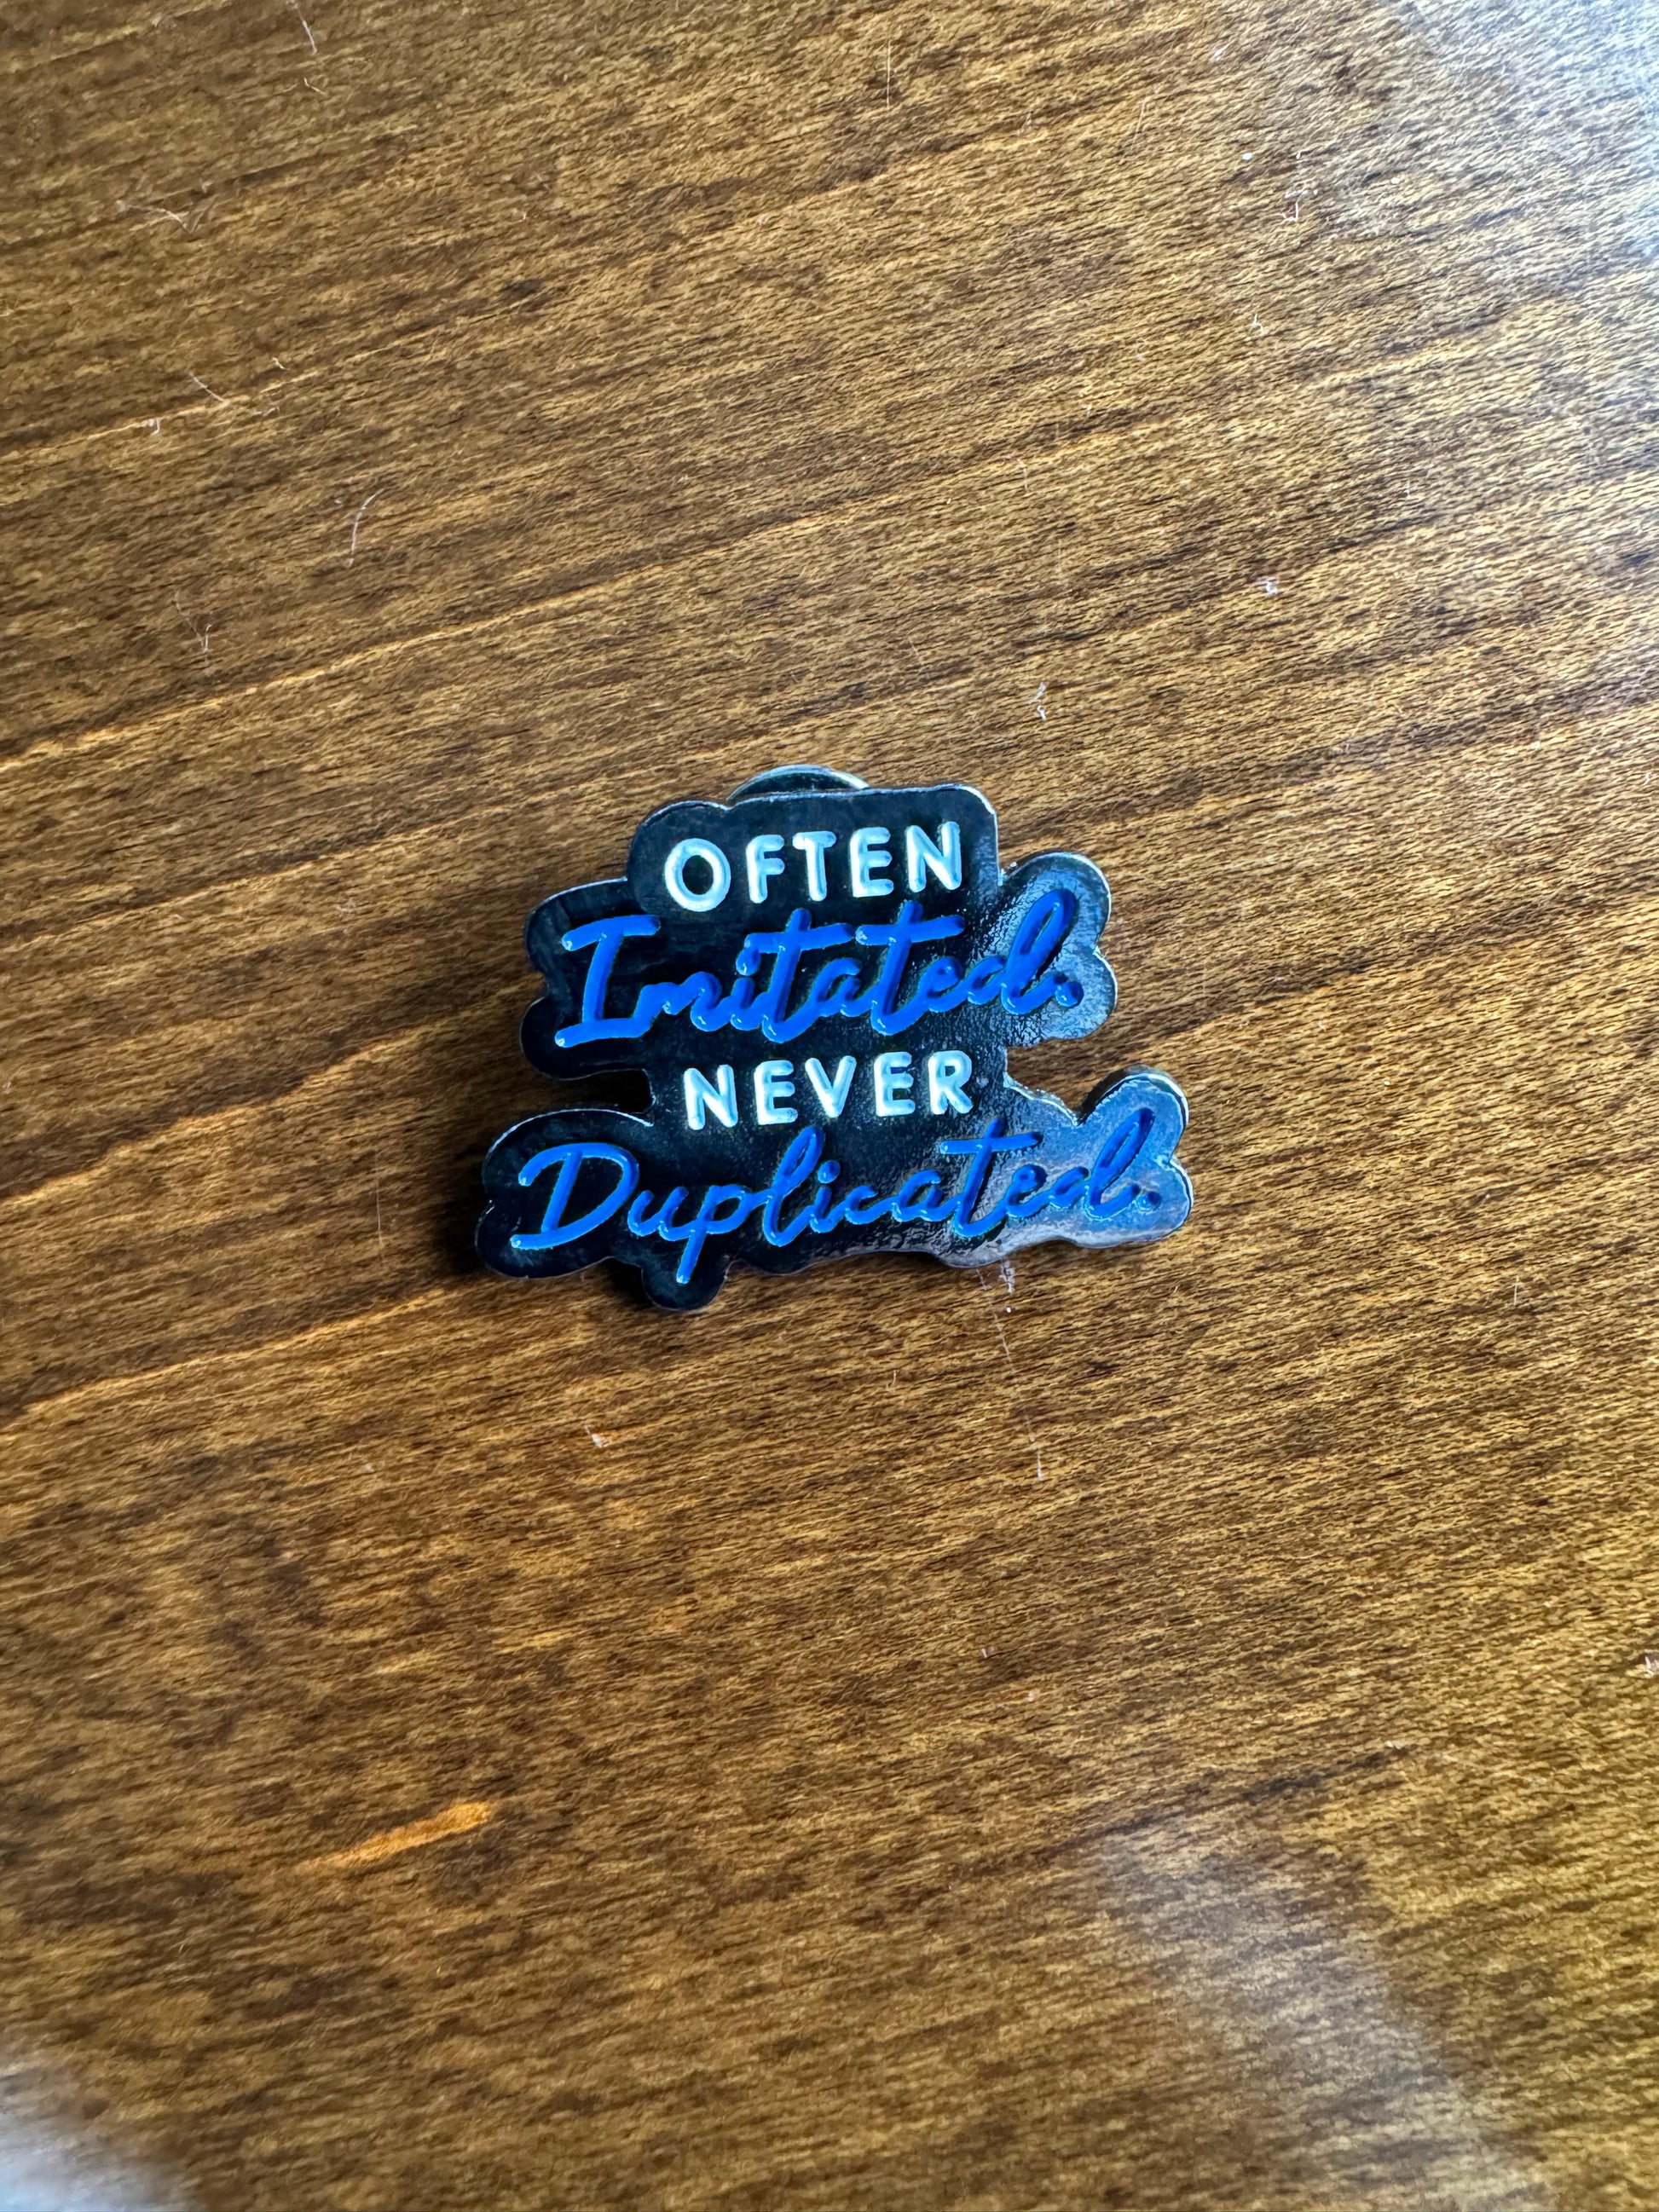 OFTEN
Imitated.
NEVER
Duplicated.